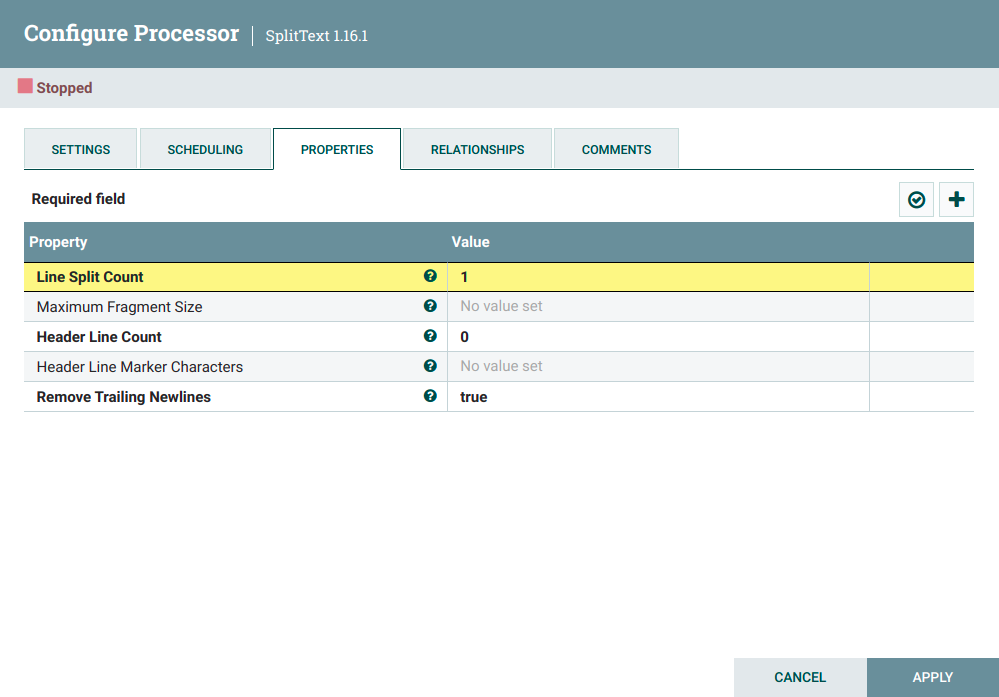 Configure Processor | SplitText 1.16.1
Stopped
SETTINGS SCHEDULING PROPERTIES RELATIONSHIPS COMMENTS
Required field
Property Value
Line Split Count 1
Maximum Fragment Size No value set
Header Line Count 0
Header Line Marker Characters No value set
Remove Trailing Newlines true
CANCEL APPLY